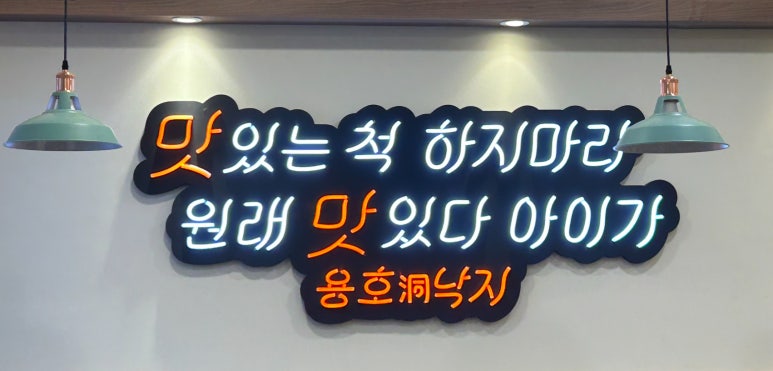 맛있는 척 하지마라
원래 맛있다 아이가
용호洞낙지